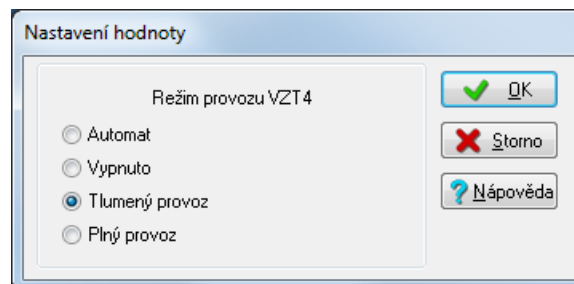 Nastavení hodnoty
Režim provozu VZT4
Automat
Vypnuto
Tlumený provoz
Plný provoz
OK
Storno
Nápověda